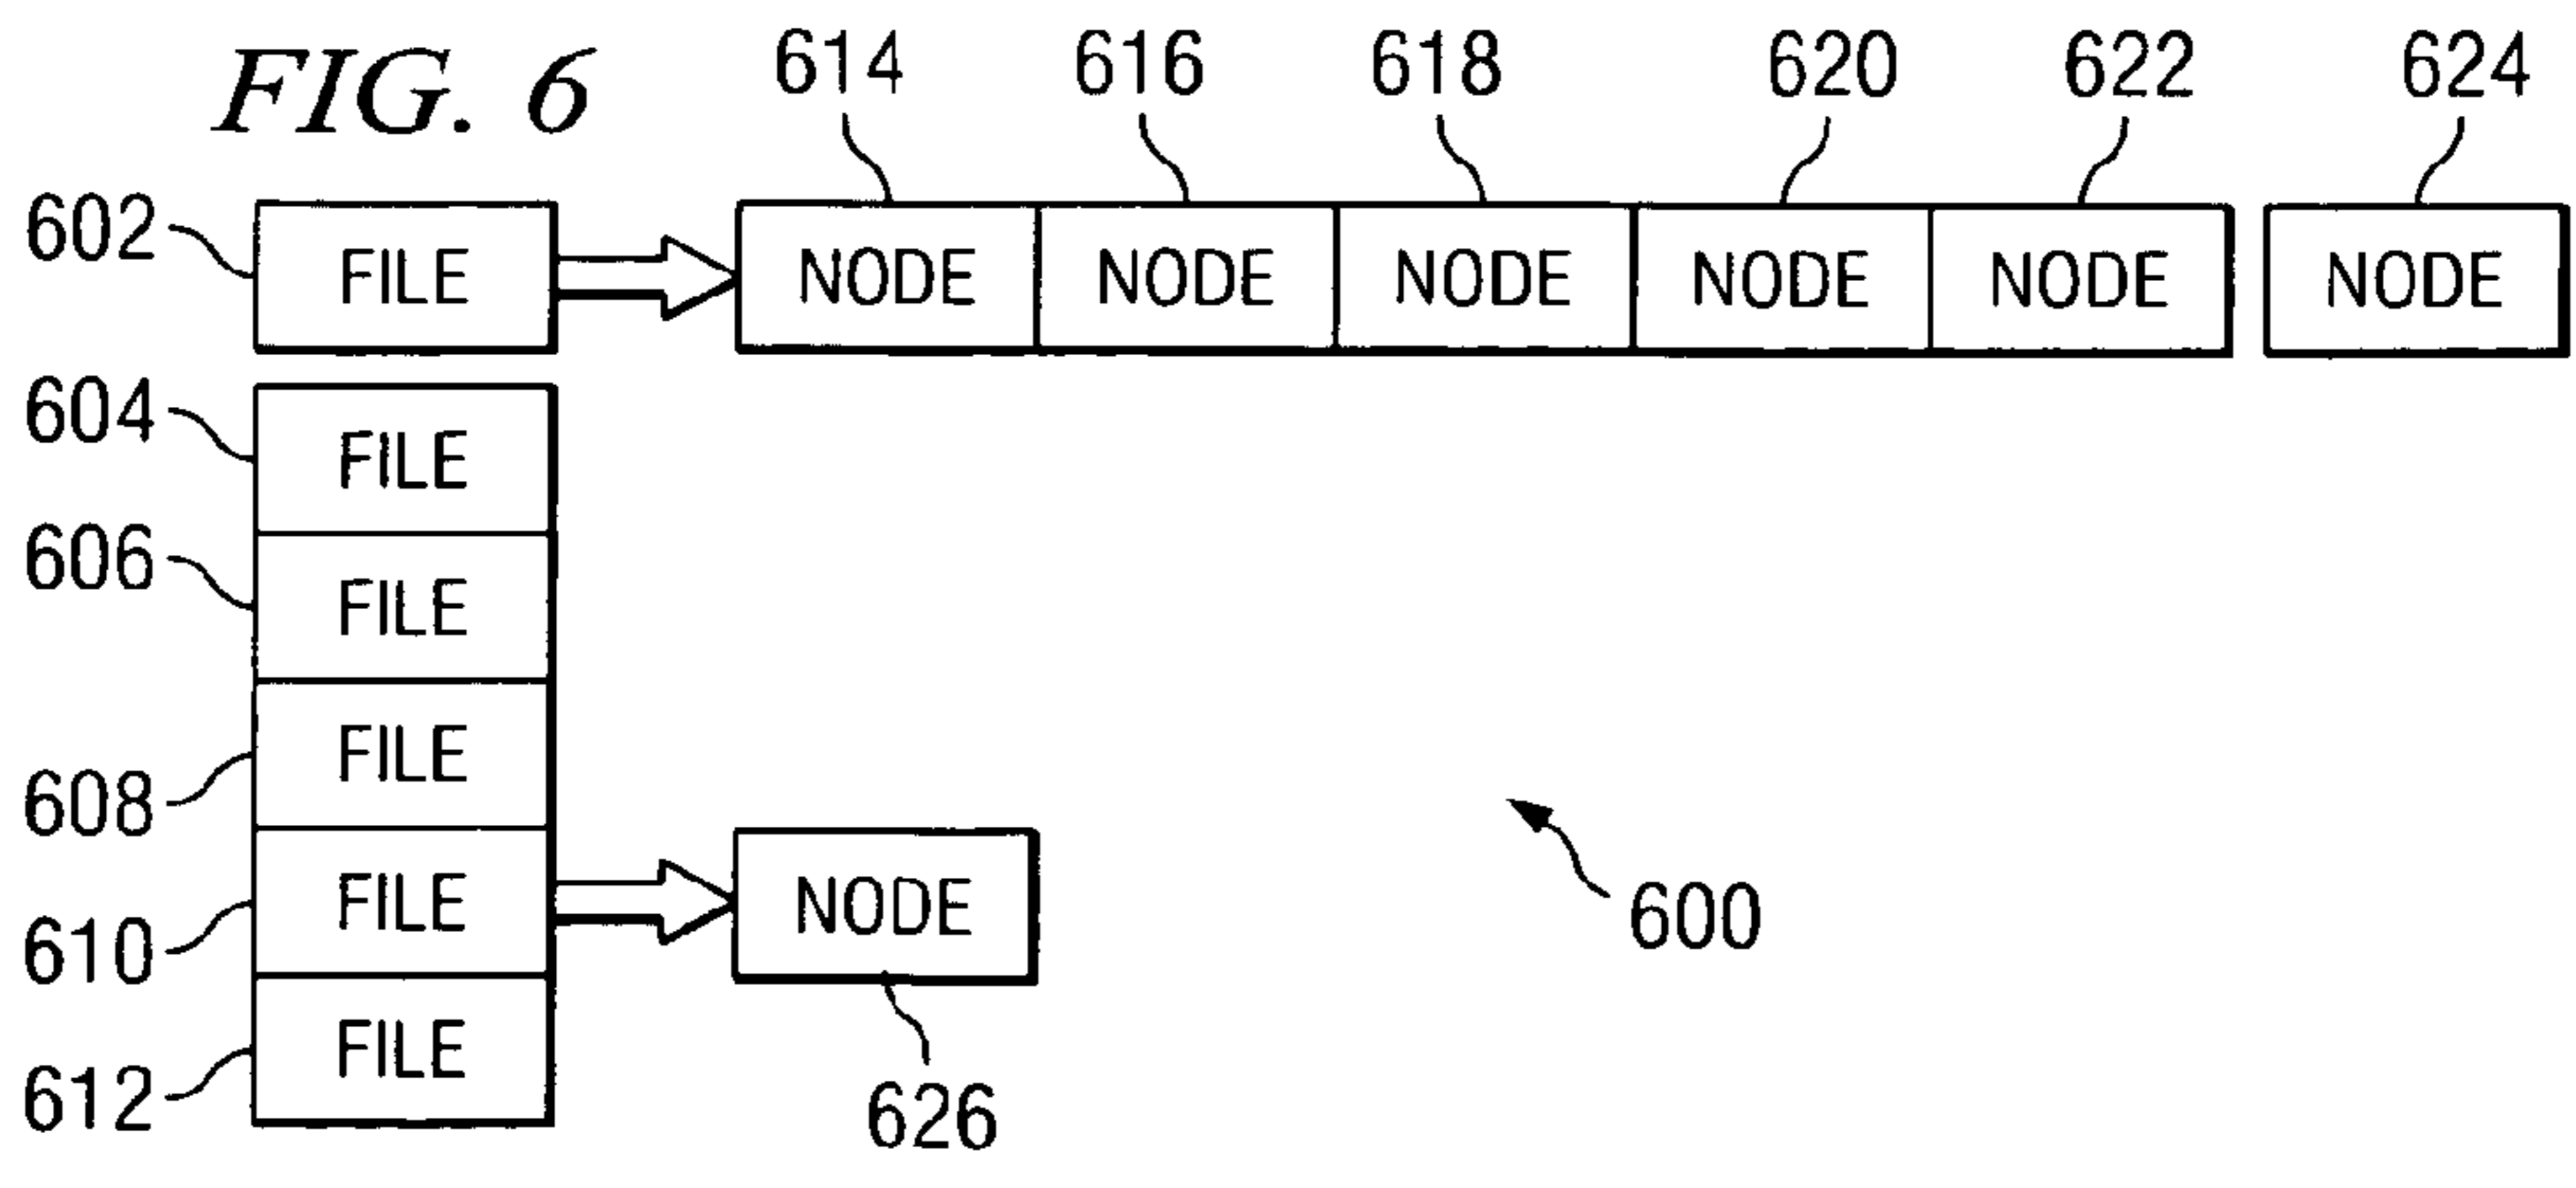 FIG. 6
614 616 618 620 622 624
602 FILE NODE NODE NODE NODE NODE NODE
604 FILE
606 FILE
608 FILE
610 FILE NODE
600
612 FILE
626